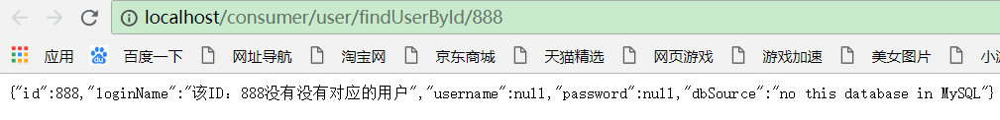 localhost/consumer/user/findUserById/888
应用 百度一下 网址导航 淘宝网 京东商城 天猫精选 网页游戏 游戏加速 美女图片 小游
{"id":888,"loginName":"该ID：888没有没有对应的用户","username":null,"password":null,"dbSource":"no this database in MySQL"}